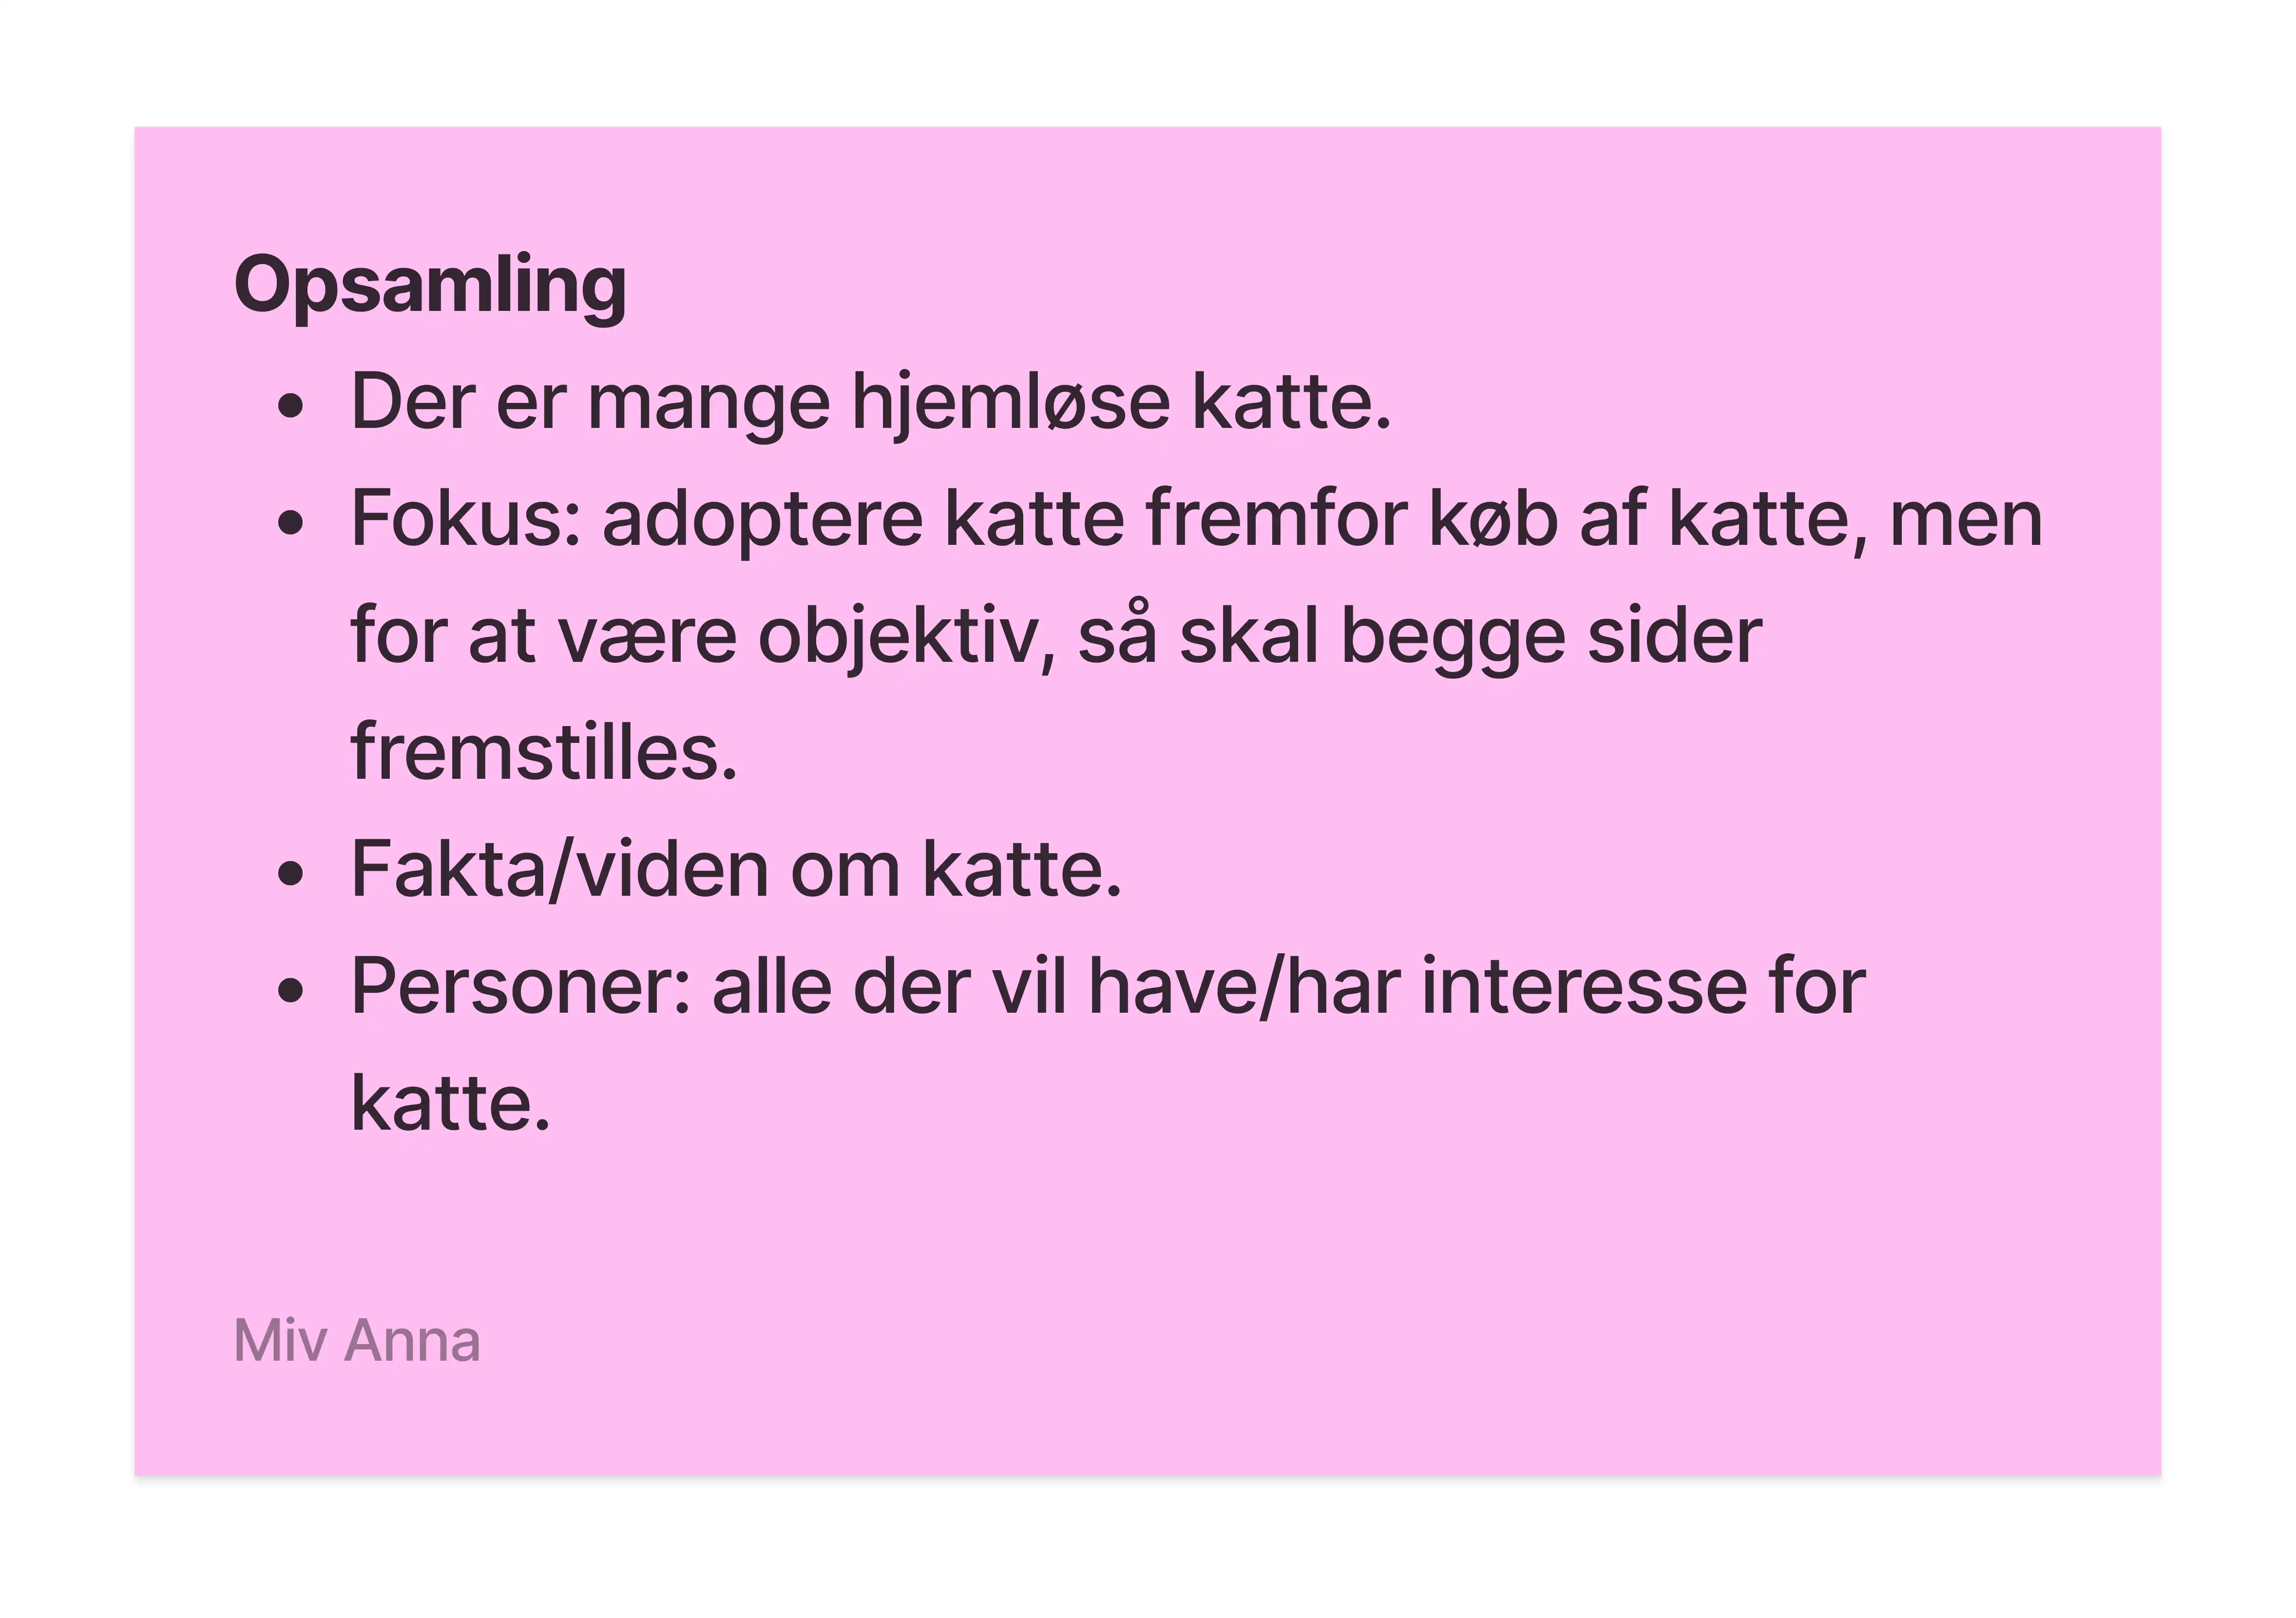 Opsamling
• Der er mange hjemløse katte.
• Fokus: adoptere katte fremfor køb af katte, men
for at være objektiv, så skal begge sider
fremstilles.
• Fakta/viden om katte.
• Personer: alle der vil have/har interesse for
katte.
Miv Anna